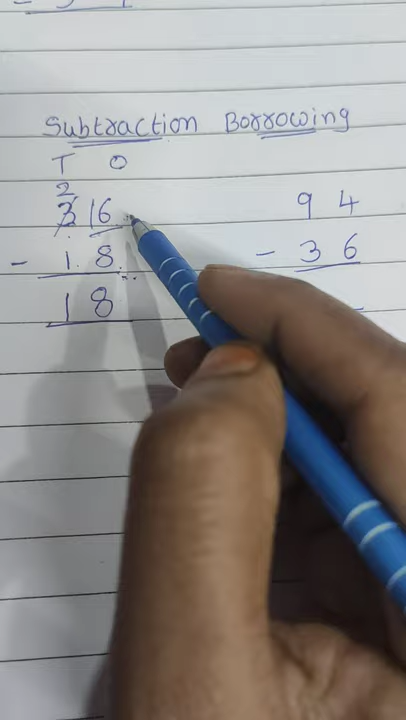 Subtraction Borrowing
T O
2
3 16 9 4
- 1 8 - 3 6
1 8